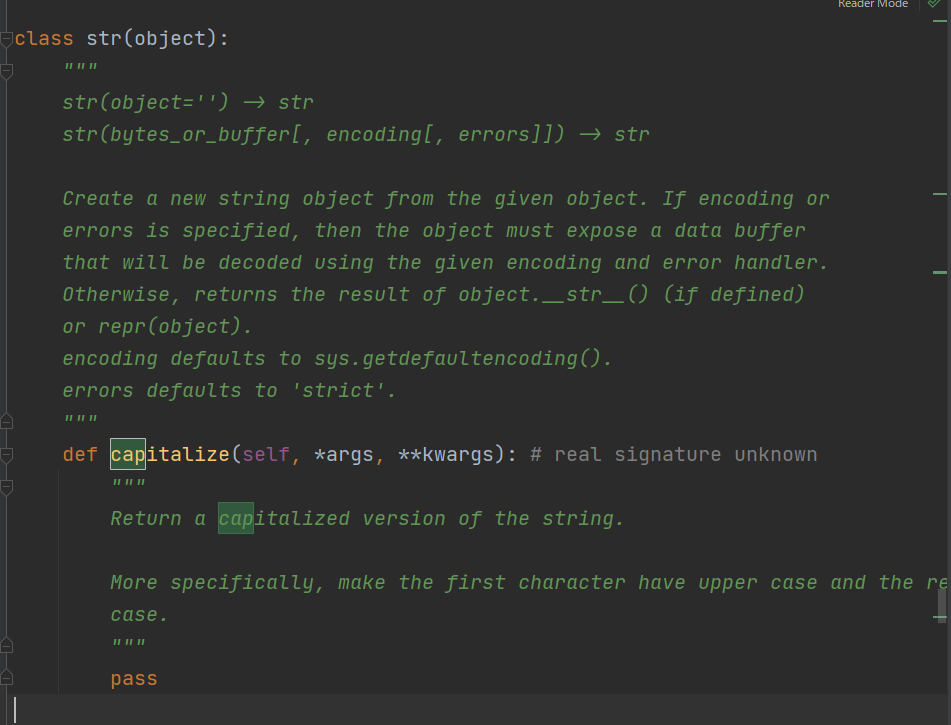 Reader Mode
class str(object):
"""
str(object='') -> str
str(bytes_or_buffer[, encoding[, errors]]) -> str
Create a new string object from the given object. If encoding or
errors is specified, then the object must expose a data buffer
that will be decoded using the given encoding and error handler.
Otherwise, returns the result of object.__str__() (if defined)
or repr(object).
encoding defaults to sys.getdefaultencoding().
errors defaults to 'strict'.
"""
def capitalize(self, *args, **kwargs): # real signature unknown
"""
Return a capitalized version of the string.
More specifically, make the first character have upper case and the re
case.
"""
pass